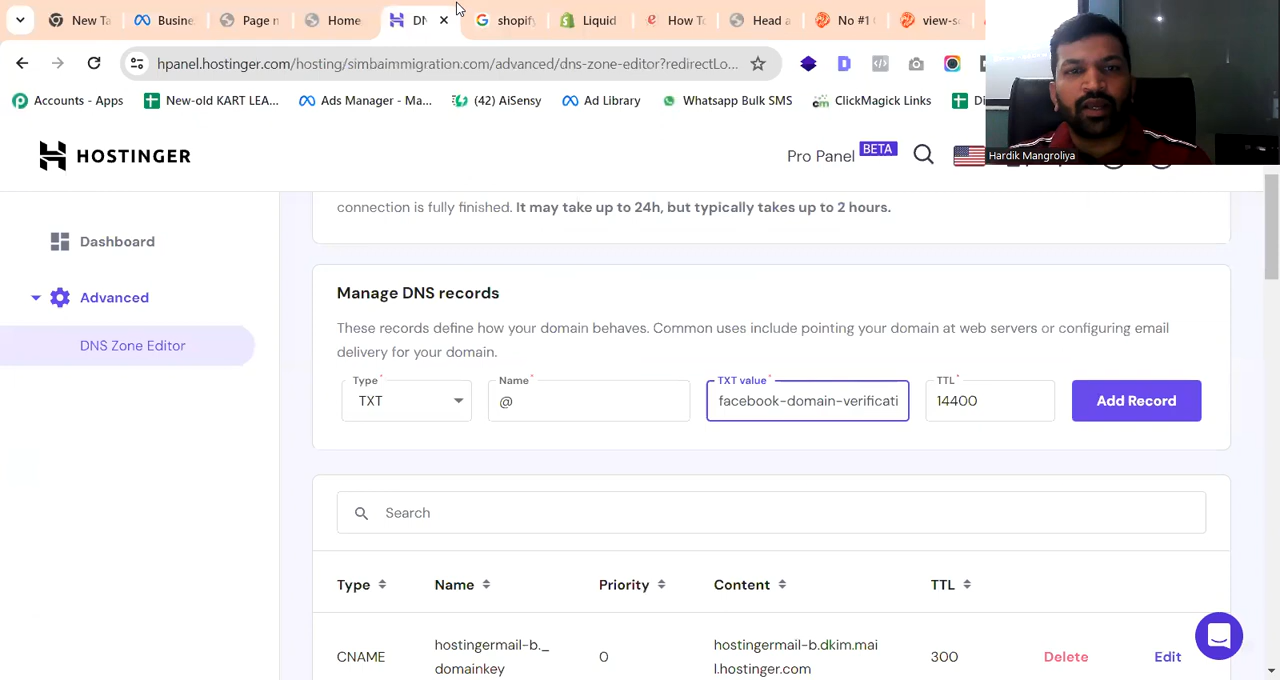 New Ta
Busine
Page n
Home
DN
shopify
Liquid
How To
Head a
No #1
view-s
hpanel.hostinger.com/hosting/simbaimmigration.com/advanced/dns-zone-editor?redirectLo...
Accounts - Apps
New-old KART LEA...
Ads Manager - Ma...
(42) AiSensy
Ad Library
Whatsapp Bulk SMS
ClickMagick Links
Di
Hardik Mangroliya
HOSTINGER
Pro Panel BETA
Dashboard
Advanced
DNS Zone Editor
connection is fully finished. It may take up to 24h, but typically takes up to 2 hours.
Manage DNS records
These records define how your domain behaves. Common uses include pointing your domain at web servers or configuring email
delivery for your domain.
Type* Name* TXT value* TTL*
TXT @ facebook-domain-verificati 14400 Add Record
Search
Type Name Priority Content TTL
CNAME hostingermail-b._ 0 hostingermail-b.dkim.mai 300 Delete Edit
domainkey l.hostinger.com